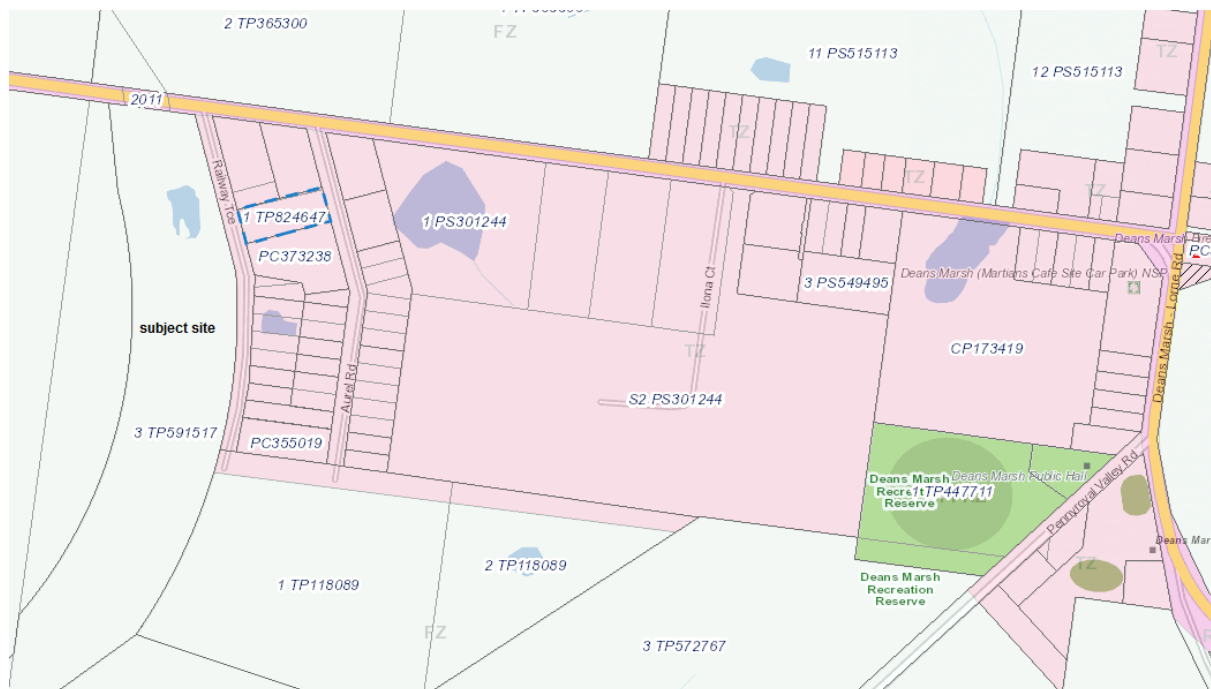 2 TP365300
FZ
11 PS515113
12 PS515113
TZ
2011
TZ
TZ
TZ
Railway Tce
1 TP824647
1 PS301244
PC373238
Ilona Ct
Deans Marsh (Martians Cafe Site Car Park) NSP
3 PS549495
subject site
TZ
CP173419
Deans Marsh - Lorne Rd
Aurel Rd
S2 PS301244
3 TP591517
PC355019
Deans Marsh Public Hall
Deans Marsh
Reserve
1 TP447711
Pennyroyal Valley Rd
2 TP118089
1 TP118089
TZ
Deans Marsh
Recreation
Reserve
FZ
3 TP572767